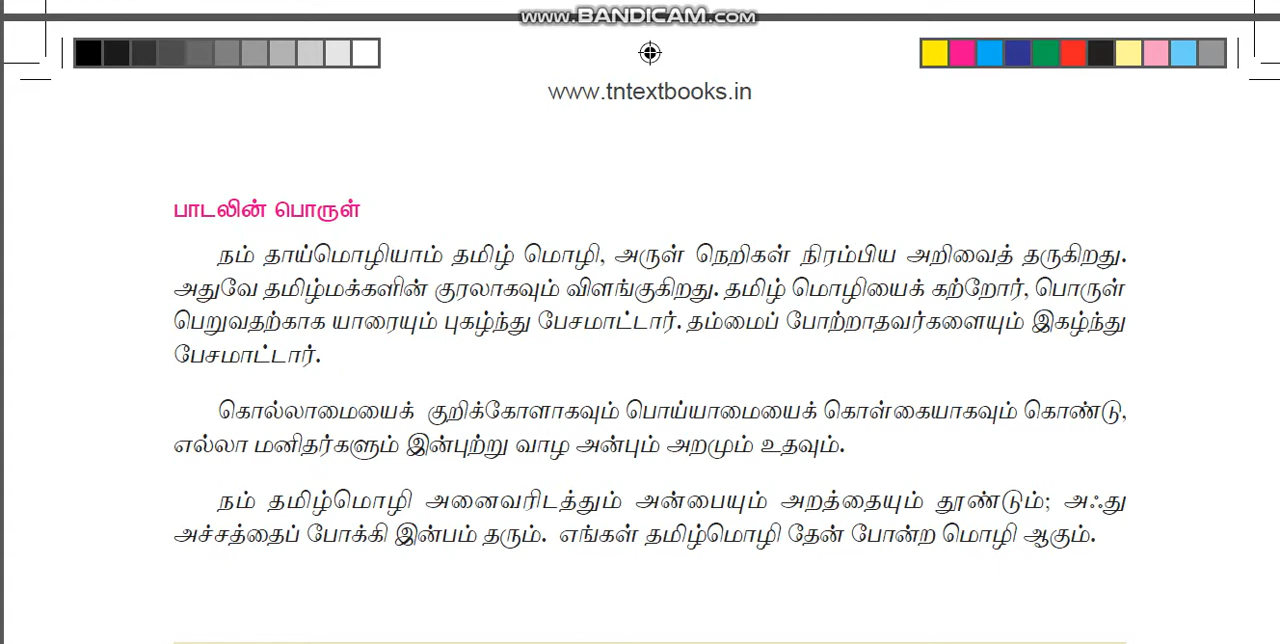 www.BANDICAM.COM
www.tntextbooks.in
பாடலின் பொருள்
நம் தாய்மொழியாம் தமிழ் மொழி, அருள் நெறிகள் நிரம்பிய அறிவைத் தருகிறது.
அதுவே தமிழ்மக்களின் குரலாகவும் விளங்குகிறது. தமிழ் மொழியைக் கற்றோர், பொருள்
பெறுவதற்காக யாரையும் புகழ்ந்து பேசமாட்டார். தம்மைப் போற்றாதவர்களையும் இகழ்ந்து
பேசமாட்டார்.
கொல்லாமையைக் குறிக்கோளாகவும் பொய்யாமையைக் கொள்கையாகவும் கொண்டு,
எல்லா மனிதர்களும் இன்புற்று வாழ அன்பும் அறமும் உதவும்.
நம் தமிழ்மொழி அனைவரிடத்தும் அன்பையும் அறத்தையும் தூண்டும்; அஃது
அச்சத்தைப் போக்கி இன்பம் தரும். எங்கள் தமிழ்மொழி தேன் போன்ற மொழி ஆகும்.